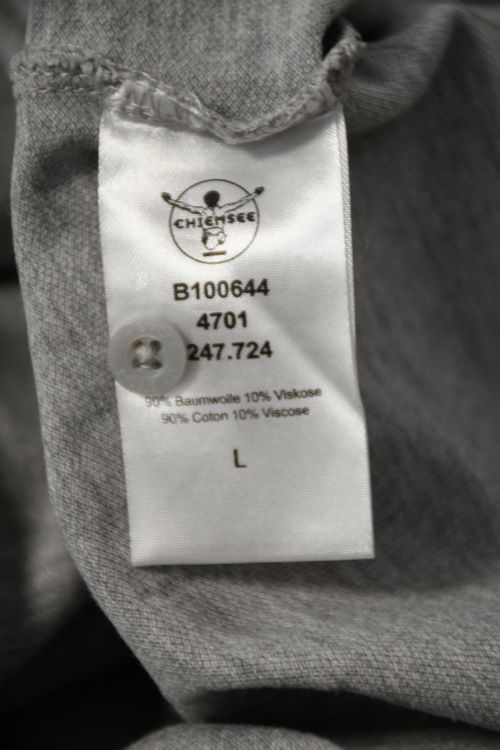 CHIEMSEE
B100644
4701
247.724
90% Baumwolle 10% Viskose
90% Coton 10% Viscose
L